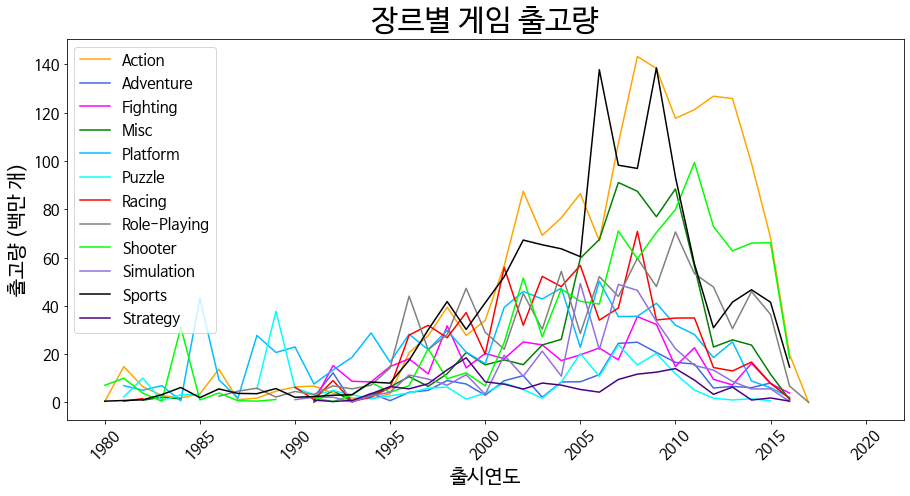 장르별 게임 출고량
출고량 (백만 개)
140
120
100
80
60
40
20
0
Action
Adventure
Fighting
Misc
Platform
Puzzle
Racing
Role-Playing
Shooter
Simulation
Sports
Strategy
1980
1985
1990
1995
2000
2005
2010
2015
2020
출시연도